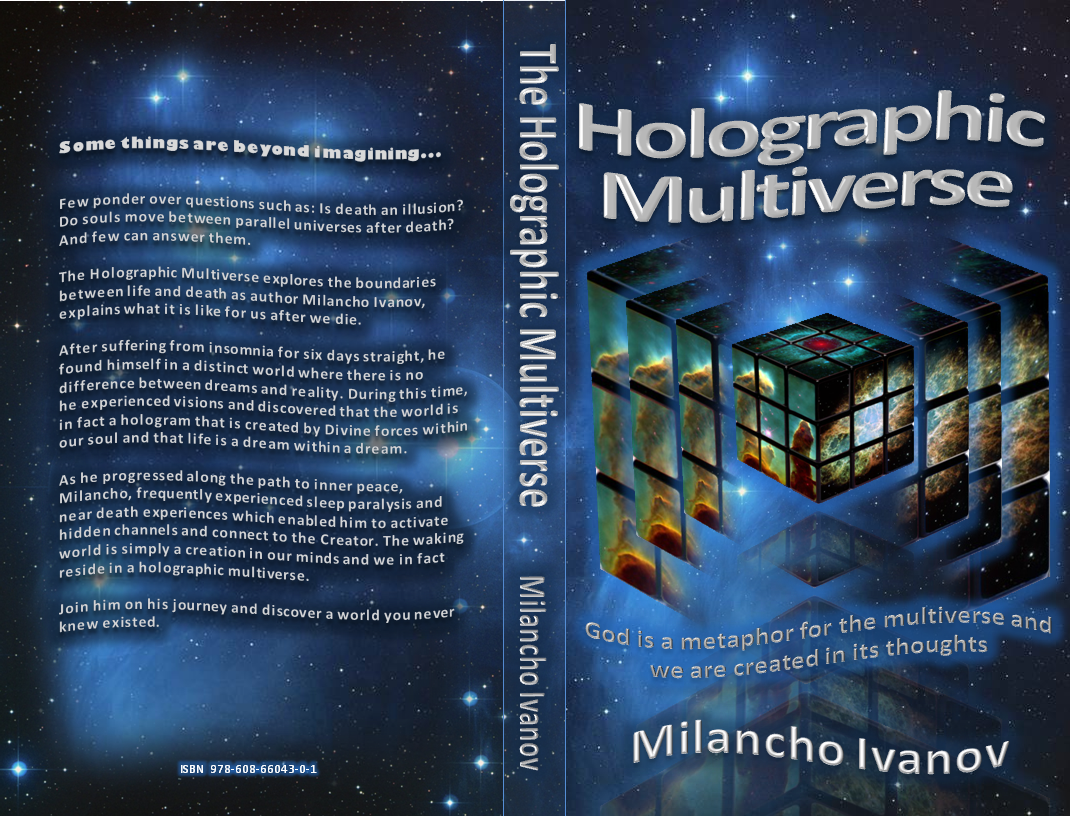 Some things are beyond imagining...
Few ponder over questions such as: Is death an illusion?
Do souls move between parallel universes after death?
And few can answer them.
The Holographic Multiverse explores the boundaries
between life and death as author Milancho Ivanov,
explains what it is like for us after we die.
After suffering from insomnia for six days straight, he
found himself in a distinct world where there is no
difference between dreams and reality. During this time,
he experienced visions and discovered that the world is
in fact a hologram that is created by Divine forces within
our soul and that life is a dream within a dream.
As he progressed along the path to inner peace,
Milancho, frequently experienced sleep paralysis and
near death experiences which enabled him to activate
hidden channels and connect to the Creator. The waking
world is simply a creation in our minds and we in fact
reside in a holographic multiverse.
Join him on his journey and discover a world you never
knew existed.
ISBN 978-608-66043-0-1
The Holographic Multiverse
Milancho Ivanov
Holographic
Multiverse
God is a metaphor for the multiverse and
we are created in its thoughts
Milancho Ivanov